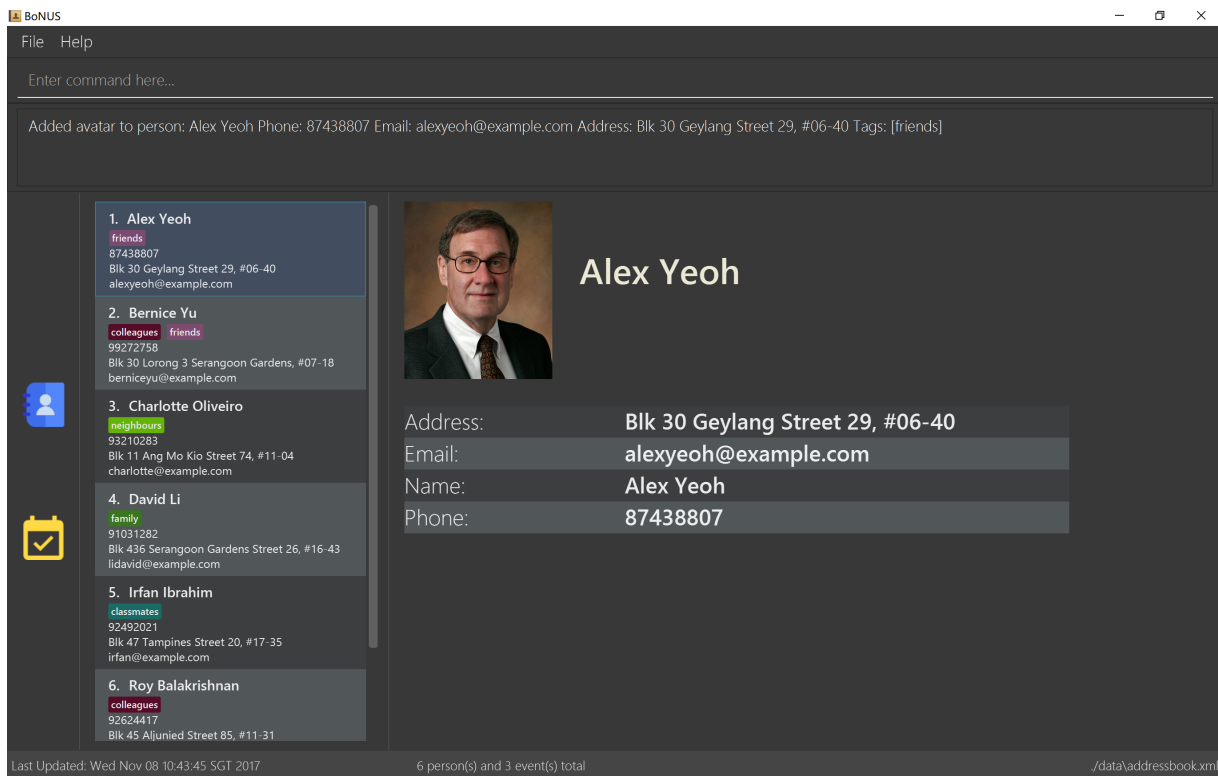 BoNUS
File Help
Enter command here...
Added avatar to person: Alex Yeoh Phone: 87438807 Email: alexyeoh@example.com Address: Blk 30 Geylang Street 29, #06-40 Tags: [friends]
1. Alex Yeoh
friends
87438807
Blk 30 Geylang Street 29, #06-40
alexyeoh@example.com
2. Bernice Yu
colleagues friends
99272758
Blk 30 Lorong 3 Serangoon Gardens, #07-18
berniceyu@example.com
3. Charlotte Oliveiro
neighbours
93210283
Blk 11 Ang Mo Kio Street 74, #11-04
charlotte@example.com
4. David Li
family
91031282
Blk 436 Serangoon Gardens Street 26, #16-43
lidavid@example.com
5. Irfan Ibrahim
classmates
92492021
Blk 47 Tampines Street 20, #17-35
irfan@example.com
6. Roy Balakrishnan
colleagues
92624417
Blk 45 Aljunied Street 85, #11-31
Alex Yeoh
Address: Blk 30 Geylang Street 29, #06-40
Email: alexyeoh@example.com
Name: Alex Yeoh
Phone: 87438807
Last Updated: Wed Nov 08 10:43:45 SGT 2017 6 person(s) and 3 event(s) total ./data\addressbook.xml